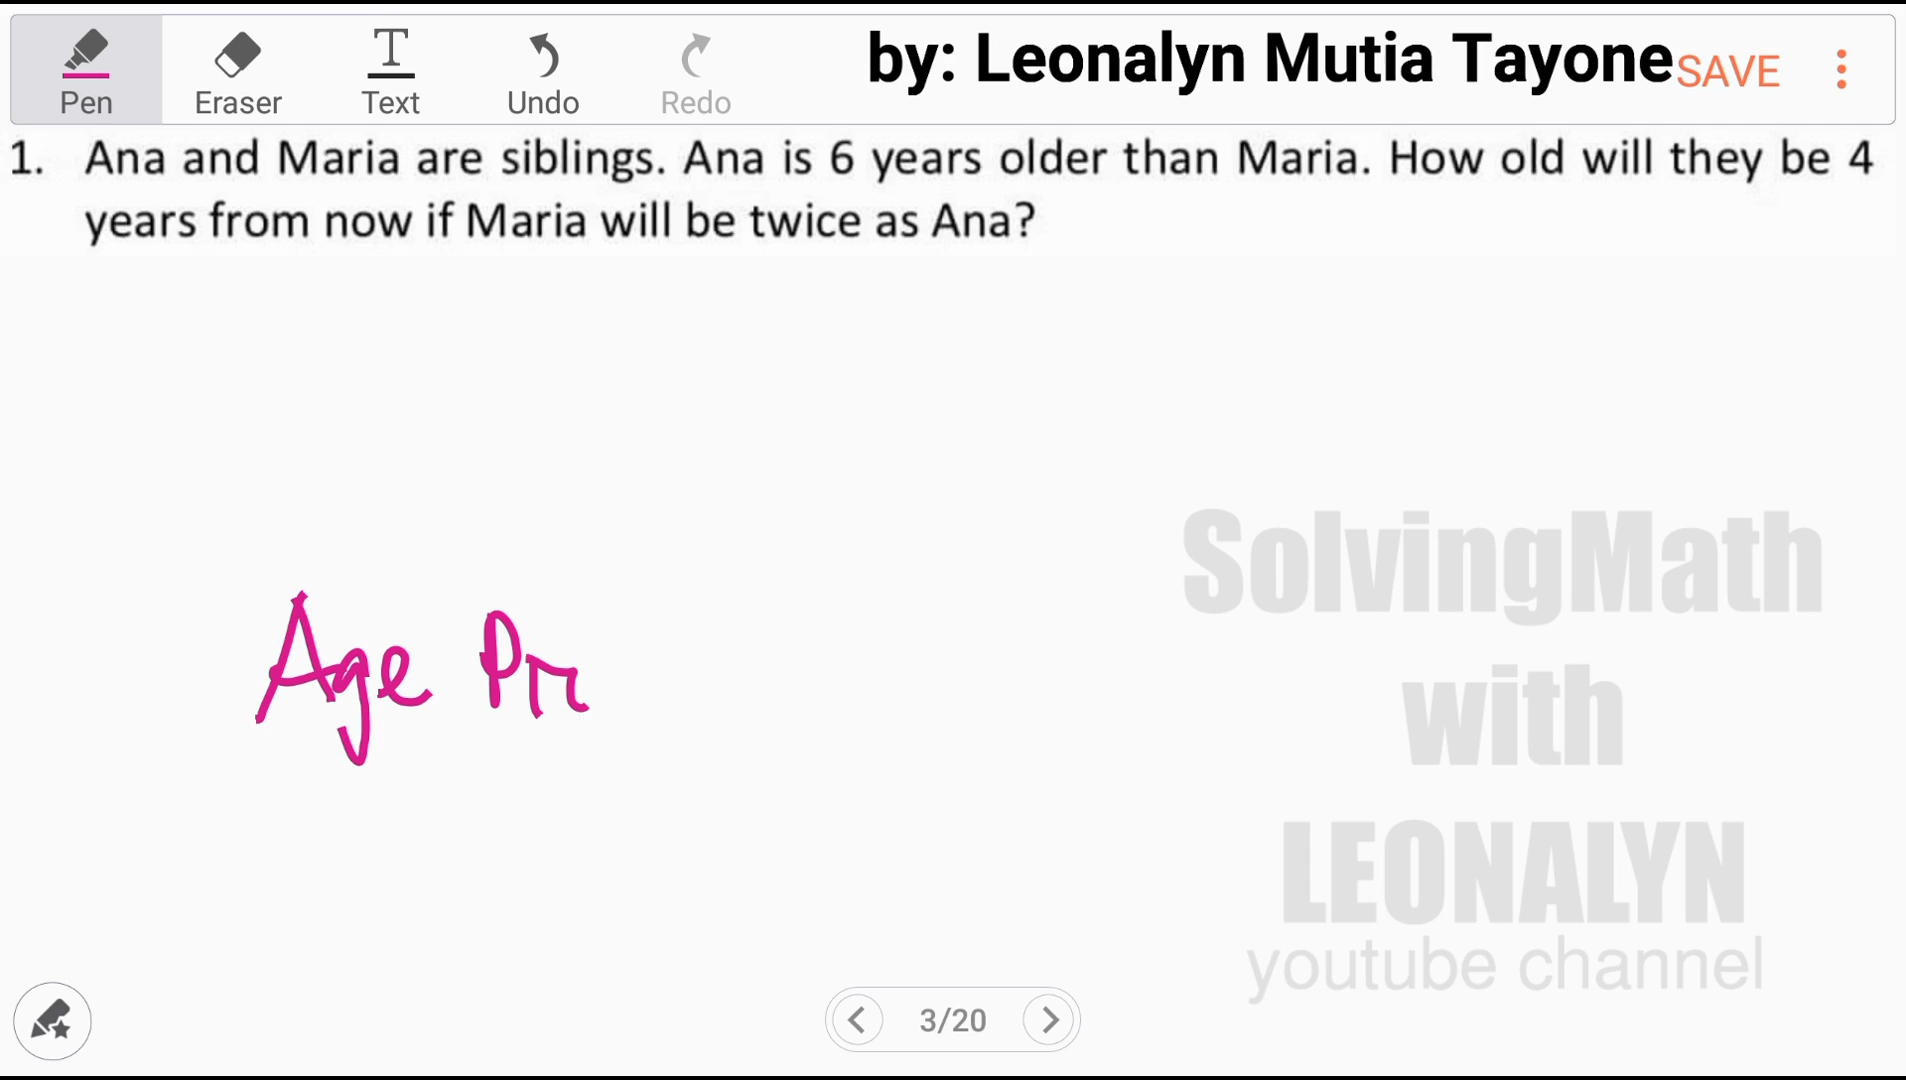 Pen Eraser Text Undo Redo by: Leonalyn Mutia Tayone SAVE
1. Ana and Maria are siblings. Ana is 6 years older than Maria. How old will they be 4
years from now if Maria will be twice as Ana?
SolvingMath
Age Pr
with
LEONALYN
youtube channel
3/20